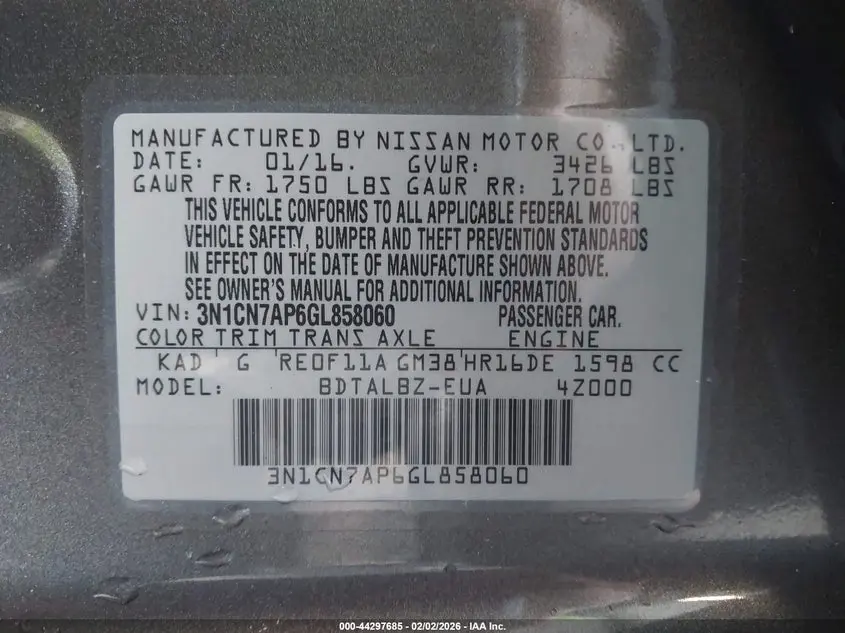 MANUFACTURED BY NISSAN MOTOR CO., LTD.
DATE: 01/16. GVWR: 3426 LBS
GAWR FR: 1750 LBS GAWR RR: 1708 LBS
THIS VEHICLE CONFORMS TO ALL APPLICABLE FEDERAL MOTOR
VEHICLE SAFETY, BUMPER AND THEFT PREVENTION STANDARDS
IN EFFECT ON THE DATE OF MANUFACTURE SHOWN ABOVE.
SEE OWNER'S MANUAL FOR ADDITIONAL INFORMATION.
VIN: 3N1CN7AP6GL858060 PASSENGER CAR.
COLOR TRIM TRANS AXLE ENGINE
KAD G RE0F11A GM38 HR16DE 1598 CC
MODEL: BDTALBZ-EUA 4Z000
3N1CN7AP6GL858060
000-44297685 | 02/02/2026 - IAA Inc.